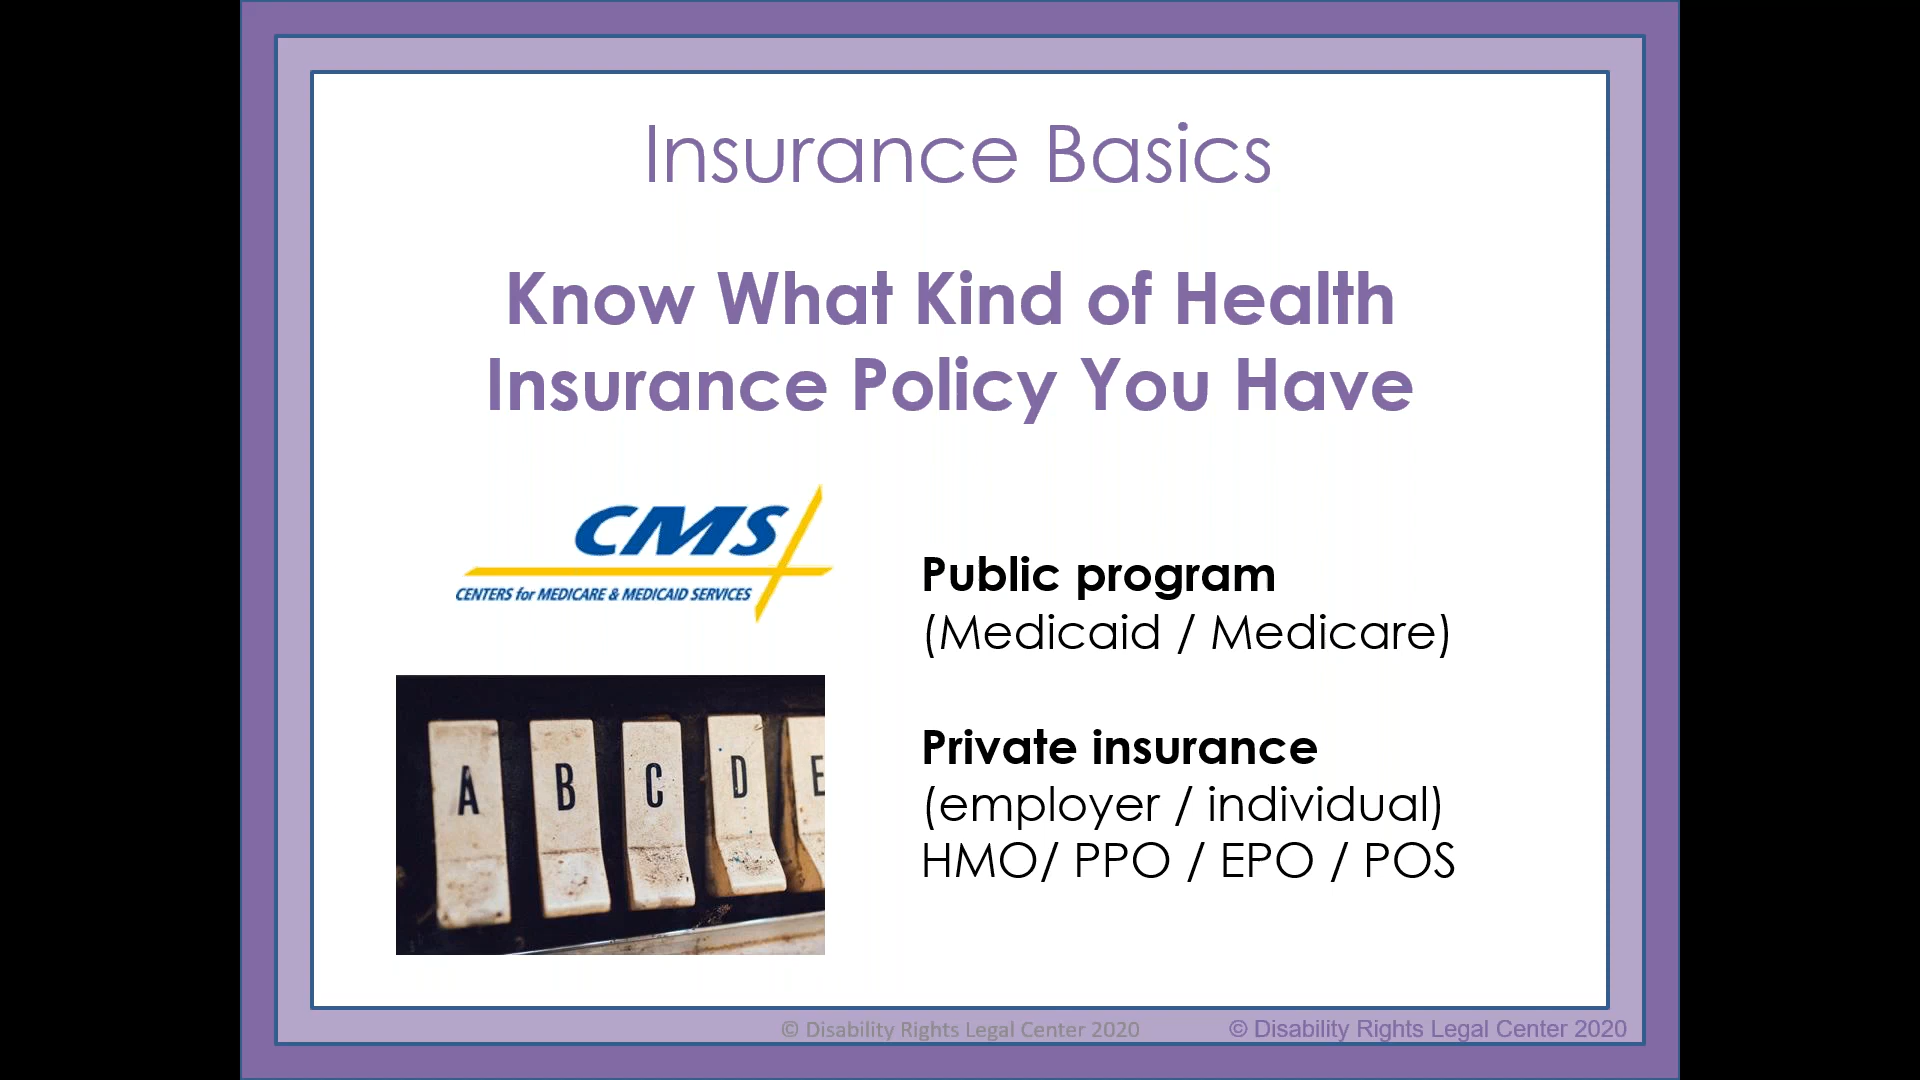 Insurance Basics
Know What Kind of Health
Insurance Policy You Have
CMS
CENTERS for MEDICARE & MEDICAID SERVICES
Public program
(Medicaid / Medicare)
A B C D E
Private insurance
(employer / individual)
HMO/ PPO / EPO / POS
© Disability Rights Legal Center 2020
© Disability Rights Legal Center 2020